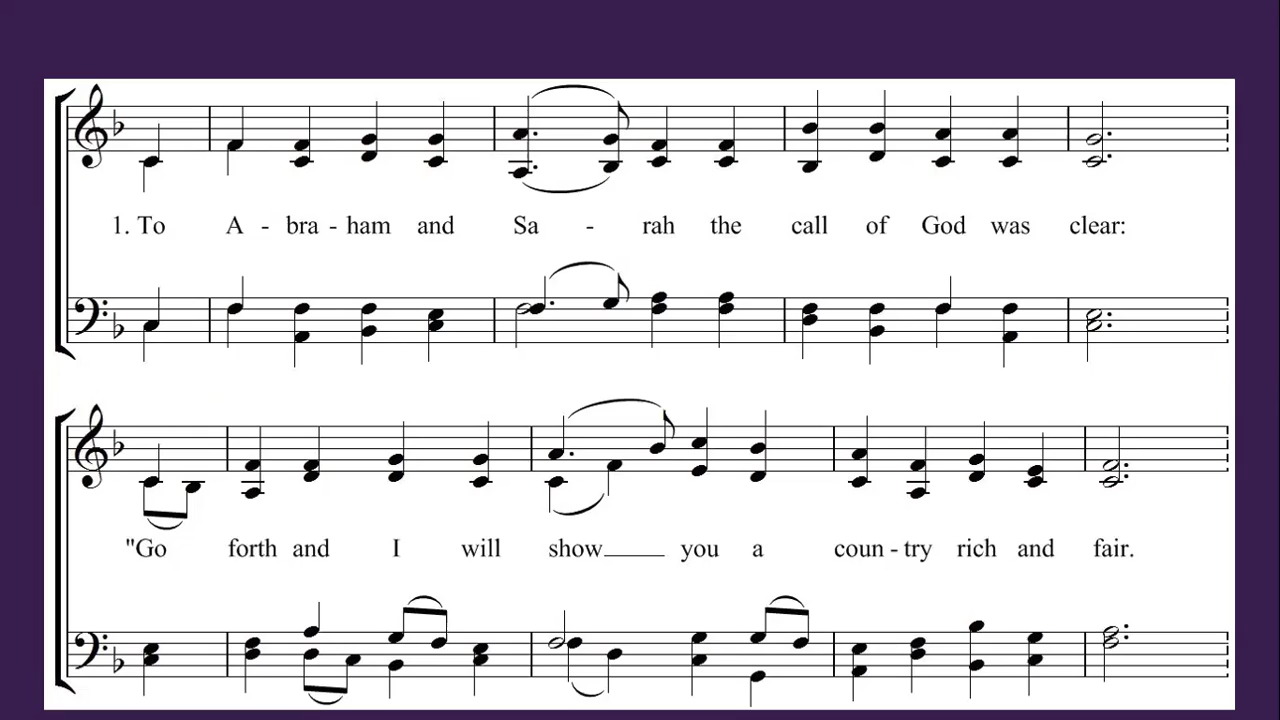 1. To A - bra - ham and Sa - rah the call of God was clear:
"Go forth and I will show____ you a coun - try rich and fair.